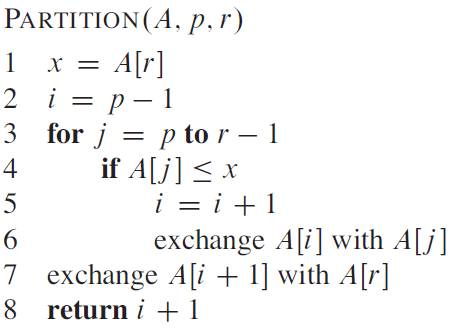 PARTITION(A, p, r)
1 x = A[r]
2 i = p − 1
3 for j = p to r − 1
4 if A[j] ≤ x
5 i = i + 1
6 exchange A[i] with A[j]
7 exchange A[i + 1] with A[r]
8 return i + 1